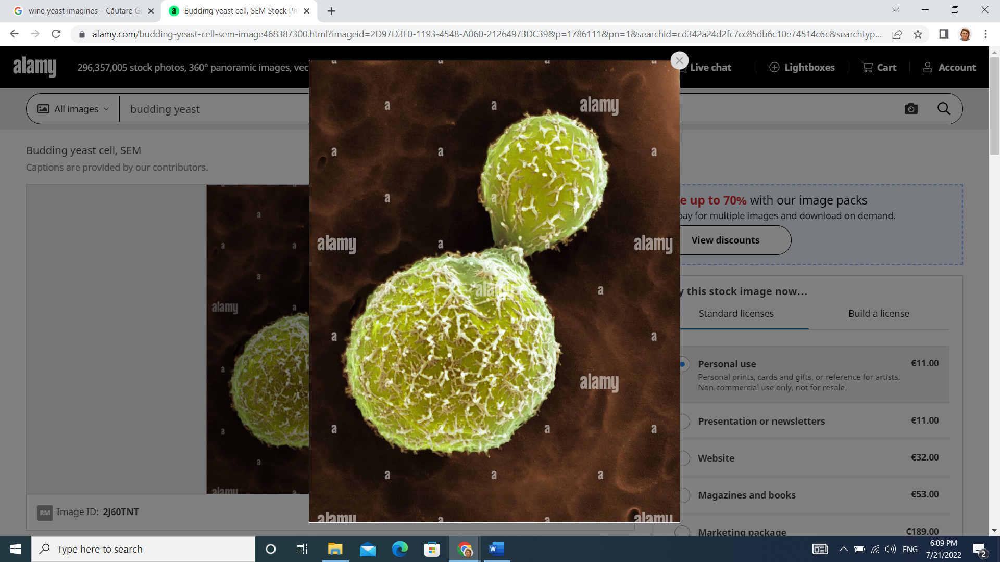 wine yeast imagines – Căutare Go
Budding yeast cell, SEM Stock Ph
alamy.com/budding-yeast-cell-sem-image468387300.html?imageid=2D97D3E0-1193-4548-A060-21264973DC39&p=1786111&pn=1&searchId=cd342a24d2fc7cc85db6c10e74514c6c&searchtyp...
alamy
296,357,005 stock photos, 360° panoramic images, vec
Live chat
Lightboxes
Cart
Account
All images
budding yeast
Budding yeast cell, SEM
Captions are provided by our contributors.
e up to 70% with our image packs
pay for multiple images and download on demand.
View discounts
y this stock image now...
Standard licenses
Build a license
Personal use
€11.00
Personal prints, cards and gifts, or reference for artists.
Non-commercial use only, not for resale.
Presentation or newsletters
€11.00
Website
€32.00
Magazines and books
€53.00
Marketing package
€189.00
a a alamy
a a a
a a
alamy a a alamy
alamy a
a a a
alamy
a a a a
a a a
alamy a a alamy
a
a a
a
alamy a
a
a
a
alamy a
RM Image ID: 2J60TNT
Type here to search
ENG
6:09 PM
7/21/2022
2